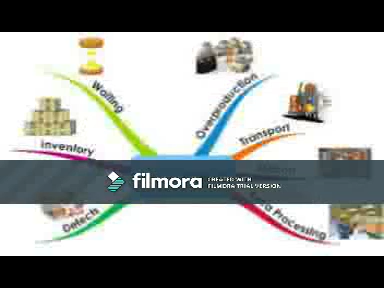 Waiting
Overproduction
Inventory
Transport
filmora
CREATED WITH
FILMORA TRIAL VERSION
Defects
Processing